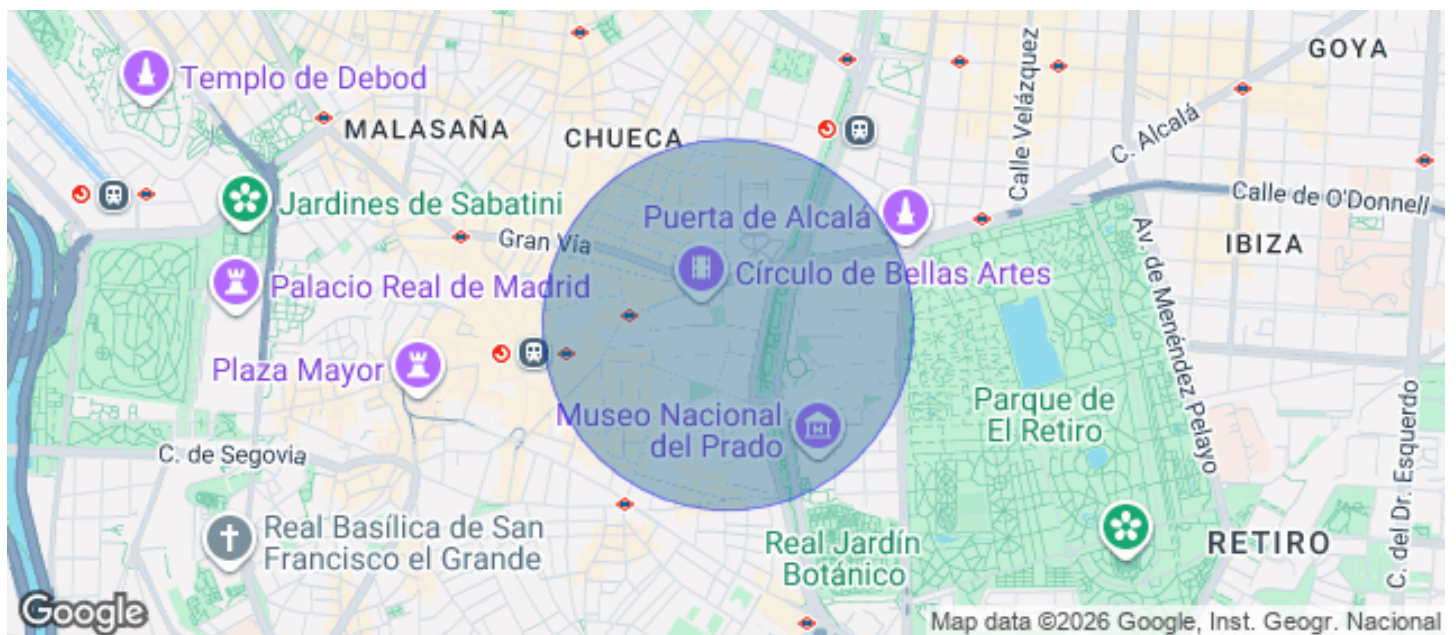 GOYA
Templo de Debod
MALASAÑA
CHUECA
Calle Velázquez
C. Alcalá
Calle de O'Donnell
Jardines de Sabatini
Puerta de Alcalá
Gran Vía
IBIZA
Palacio Real de Madrid
Círculo de Bellas Artes
Av. de Menéndez Pelayo
Plaza Mayor
Museo Nacional
del Prado
Parque de
El Retiro
C. de Segovia
C. del Dr. Esquerdo
Real Basílica de San
Francisco el Grande
Real Jardín
Botánico
RETIRO
Google
Map data ©2026 Google, Inst. Geogr. Nacional